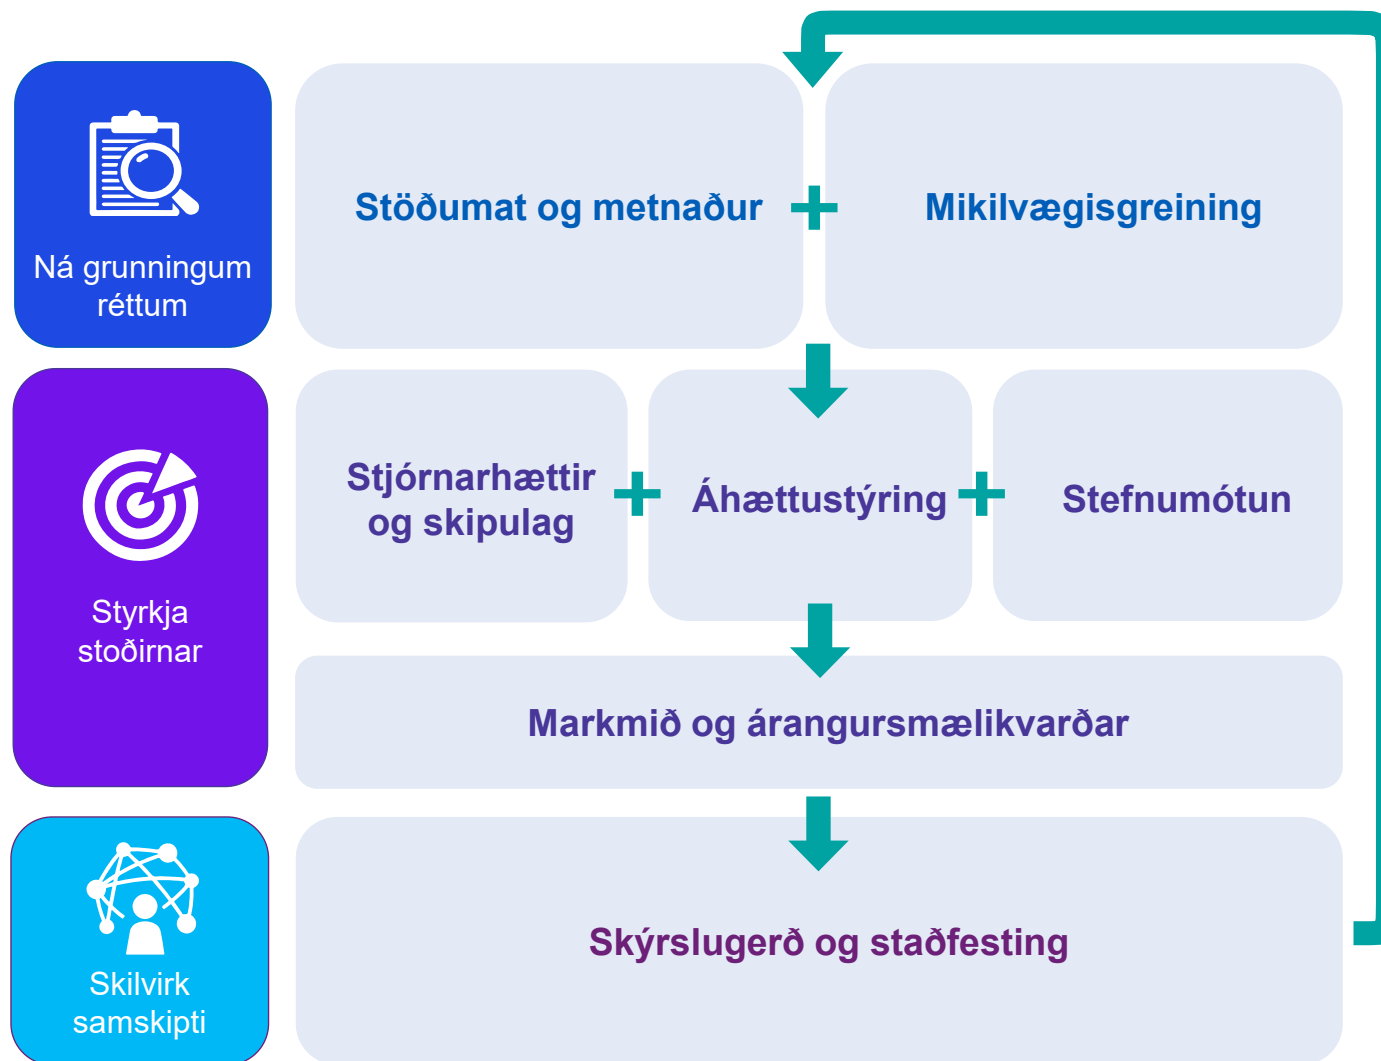 Ná grunningum
réttum
Stöðumat og metnaður
Mikilvægisgreining
Styrkja
stoðirnar
Stjórnarhættir
og skipulag
Áhættustýring
Stefnumótun
Markmið og árangursmælikvarðar
Skilvirk
samskipti
Skýrslugerð og staðfesting